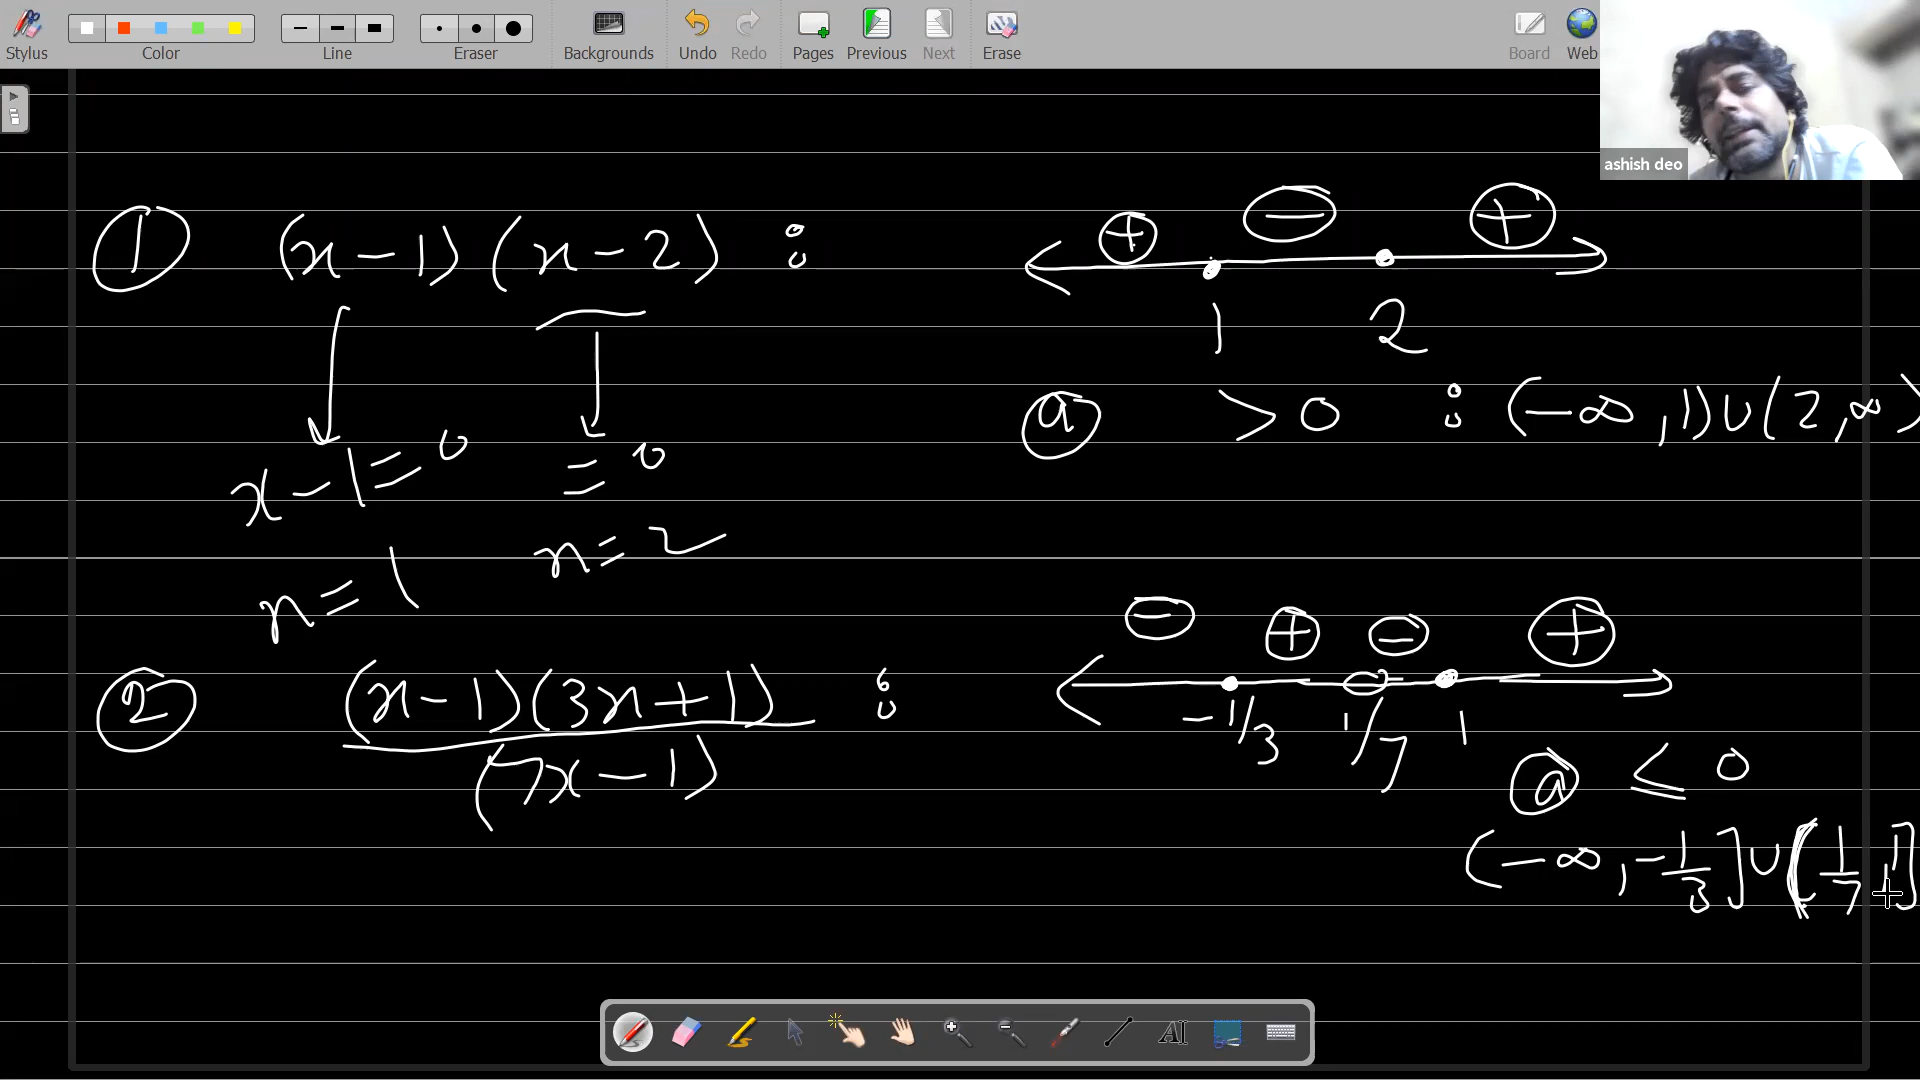 Stylus Color Line Eraser Backgrounds Undo Redo Pages Previous Next Erase Board Web
ashish deo
① (x-1)(x-2) :
+ - +
1 2
ⓐ > 0 : (-∞,1)∪(2,∞)
x-1=0 =0
x=1 x=2
② (x-1)(3x+1) :
(7x-1)
- + - +
-1/3 1/7 1
ⓐ ≤ 0
(-∞,-1/3]∪(1/7,1]
AI